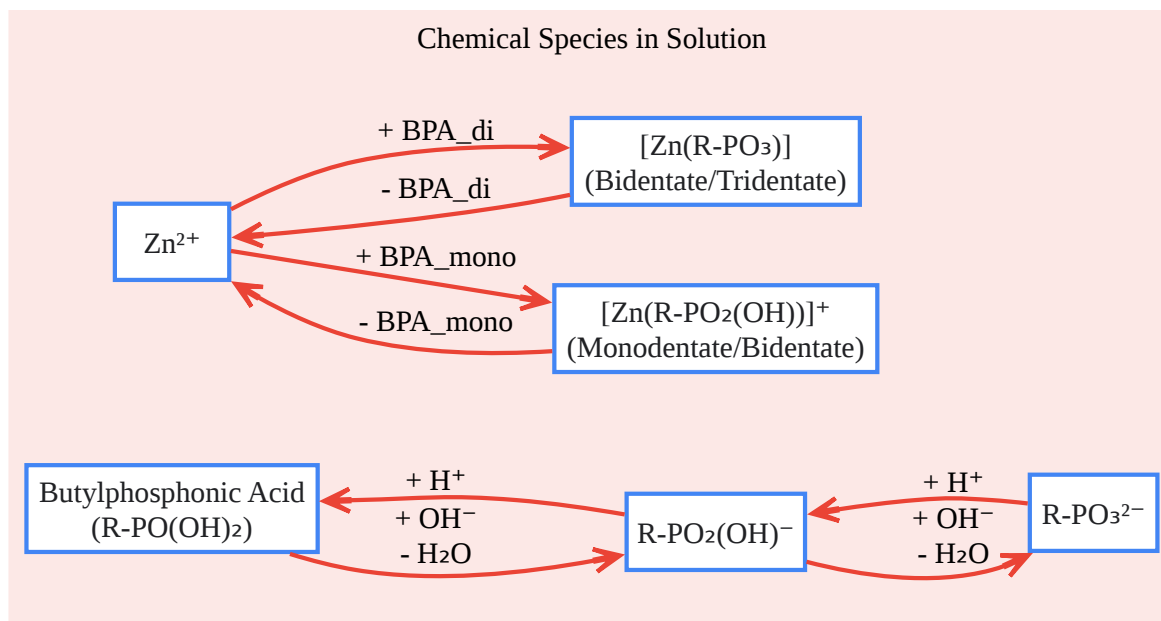 Chemical Species in Solution
+ BPA_di
[Zn(R-PO₃)]
(Bidentate/Tridentate)
- BPA_di
Zn²⁺
+ BPA_mono
[Zn(R-PO₂(OH))]⁺
(Monodentate/Bidentate)
- BPA_mono
Butylphosphonic Acid
(R-PO(OH)₂)
+ H⁺
+ OH⁻
- H₂O
R-PO₂(OH)⁻
+ H⁺
+ OH⁻
- H₂O
R-PO₃²⁻